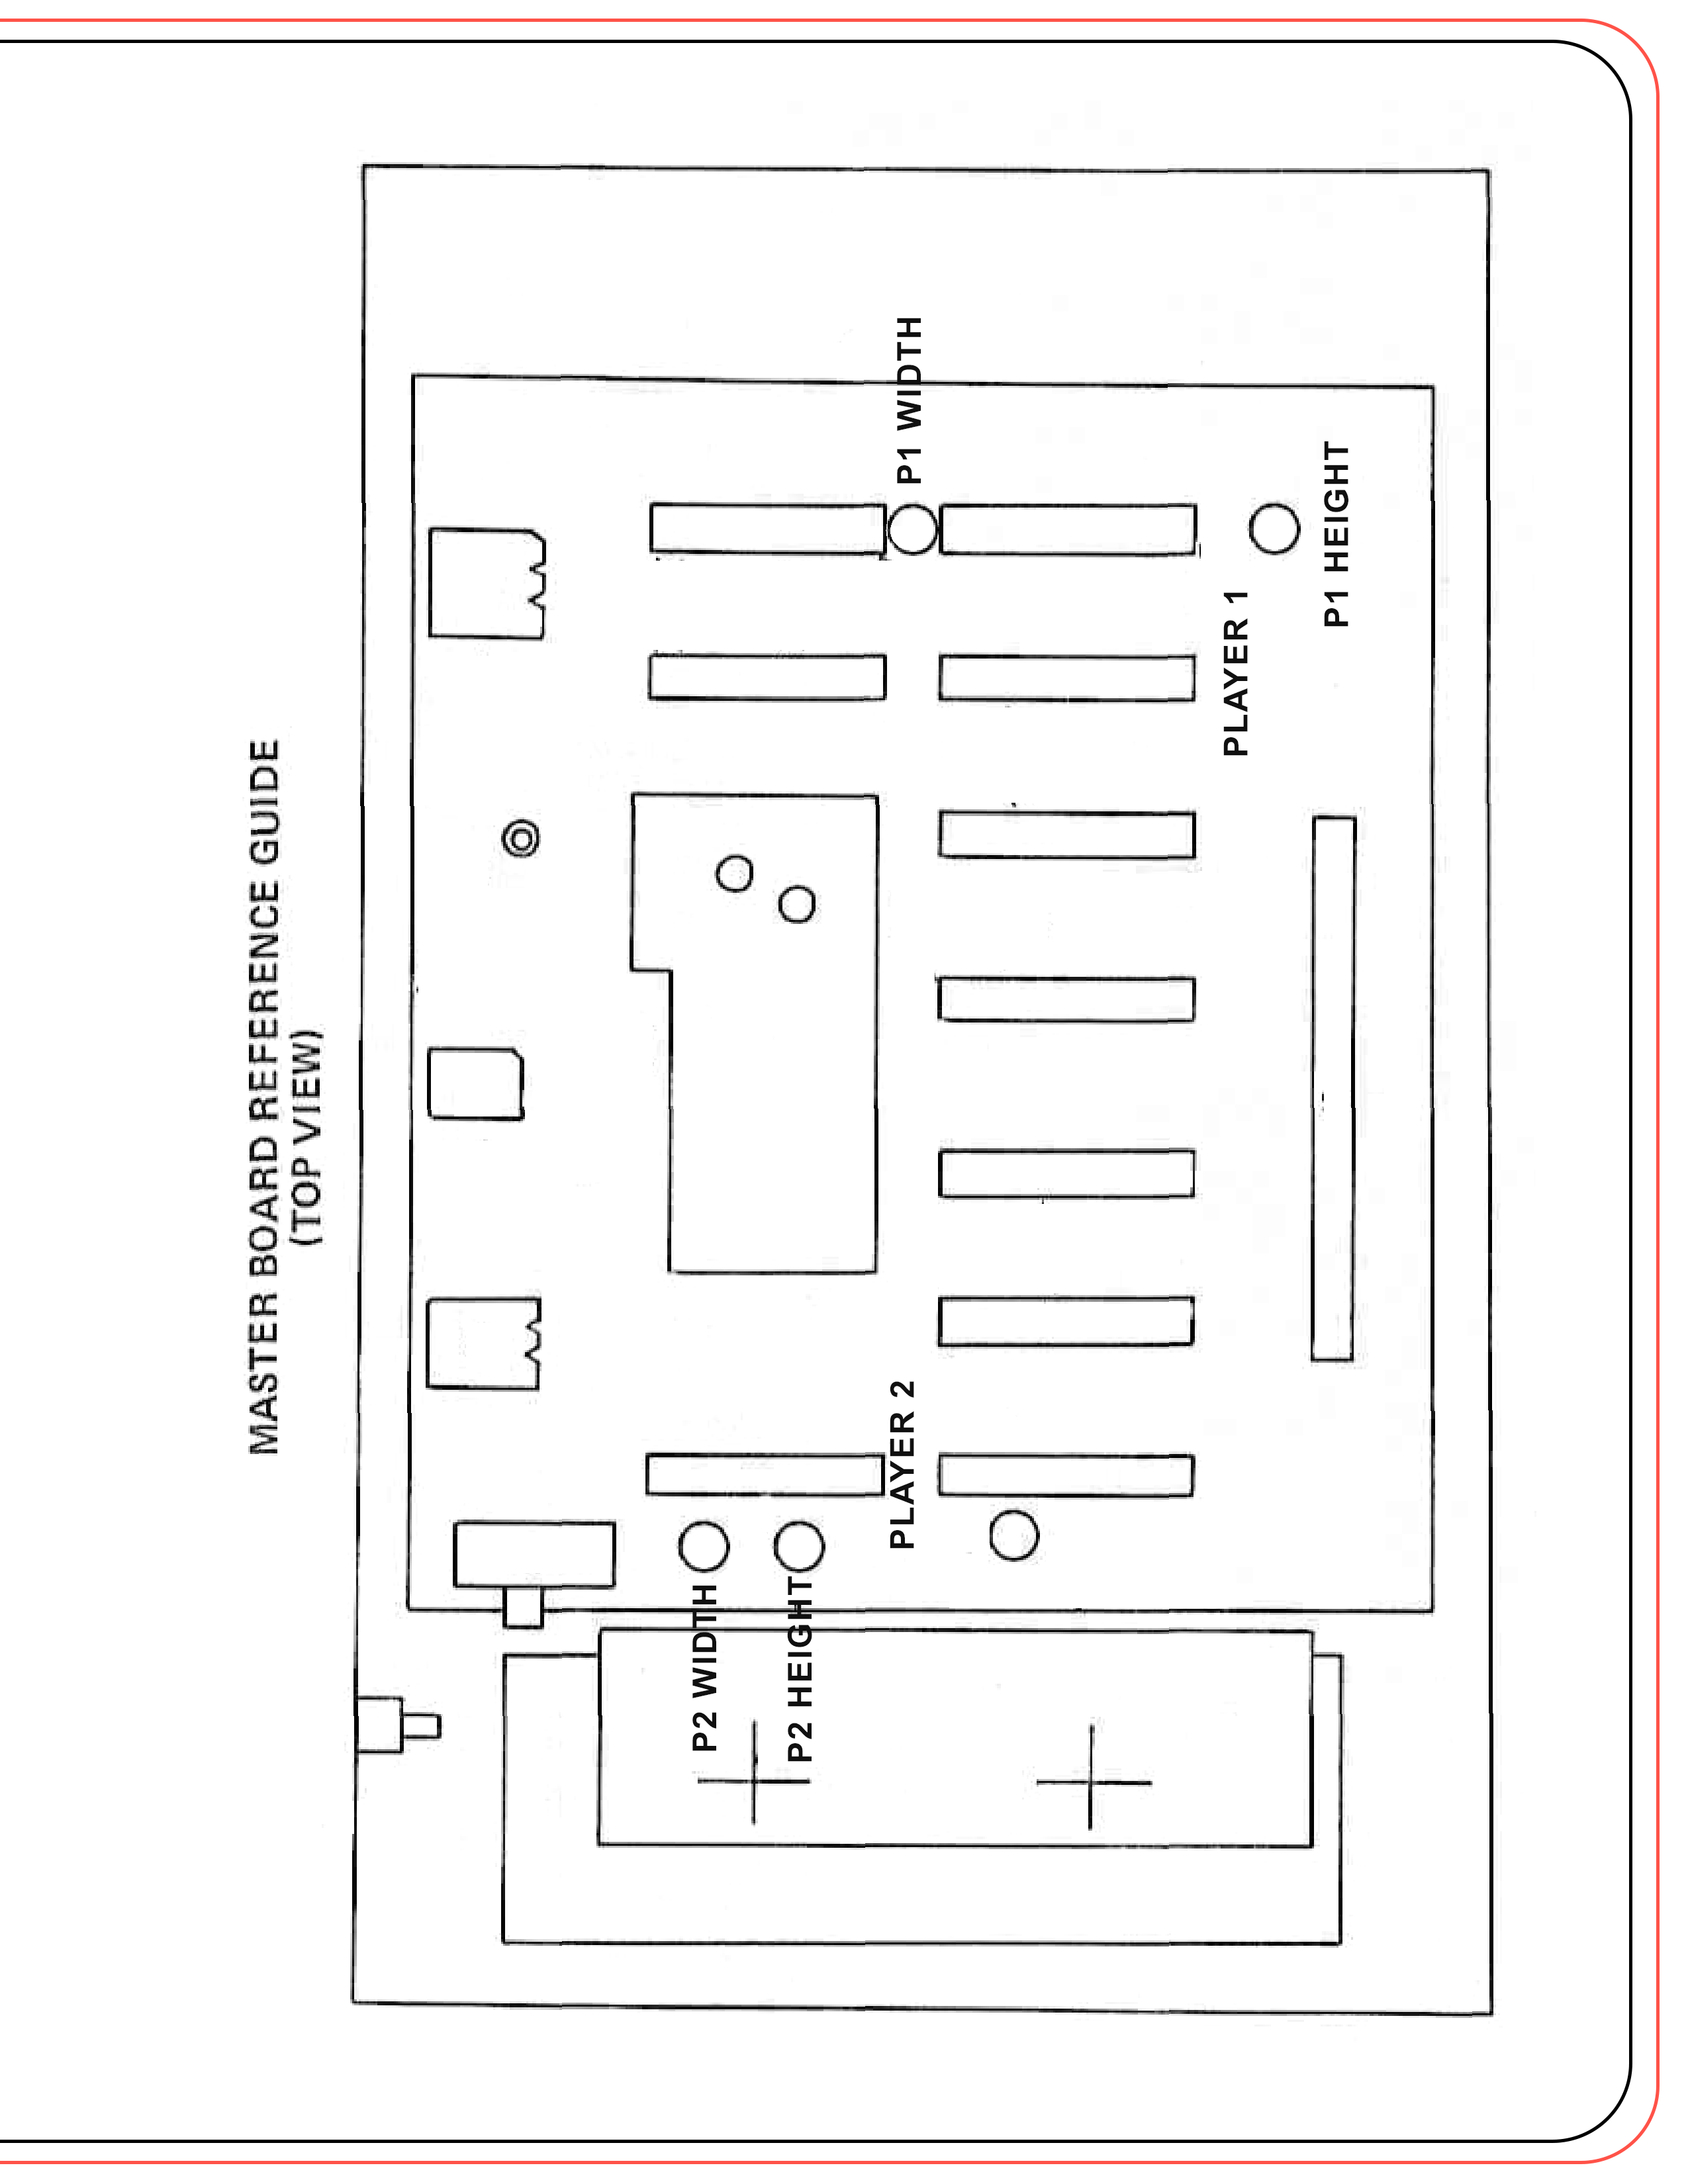 MASTER BOARD REFERENCE GUIDE
(TOP VIEW)
P2 WIDTH
P2 HEIGHT
PLAYER 2
P1 WIDTH
PLAYER 1
P1 HEIGHT